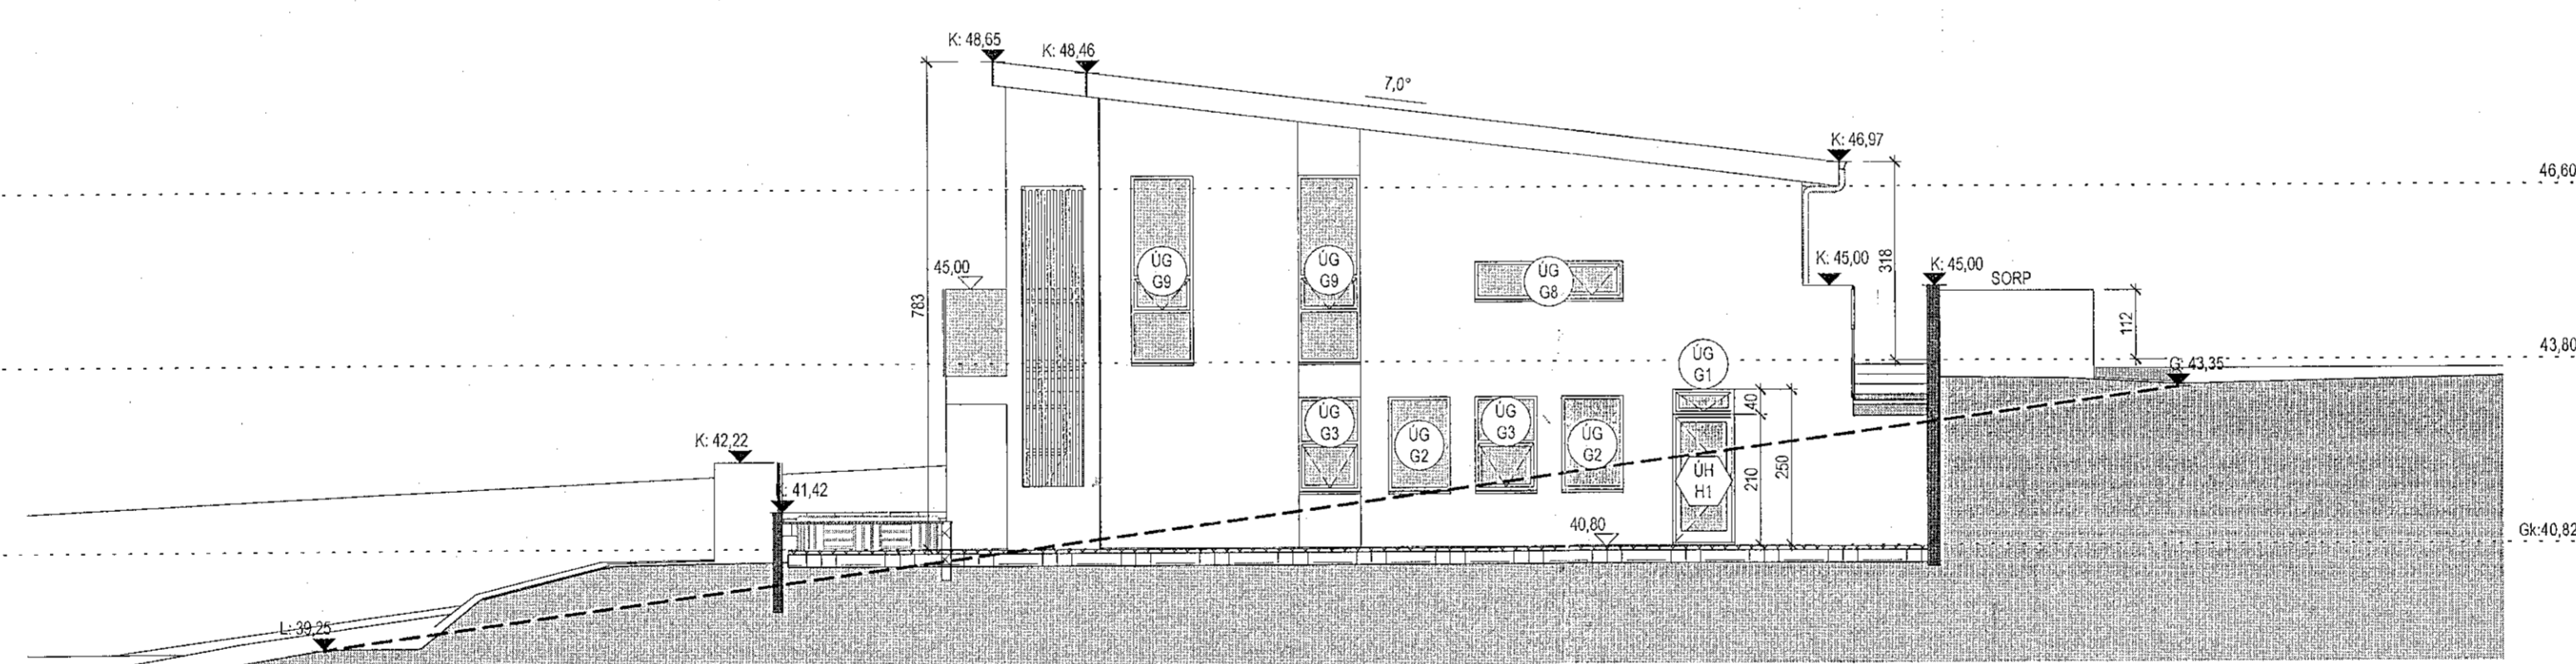 K: 48,65
K: 48,46
7,0°
K: 46,97
46,60
783
45,00
ÚG
G9
ÚG
G9
ÚG
G8
K: 45,00
318
K: 45,00
SORP
112
43,80
G: 43,35
ÚG
G1
40
K: 42,22
ÚG
G3
ÚG
G2
ÚG
G3
ÚG
G2
ÚH
H1
210
250
K: 41,42
40,80
Gk:40,82
L: 39,25